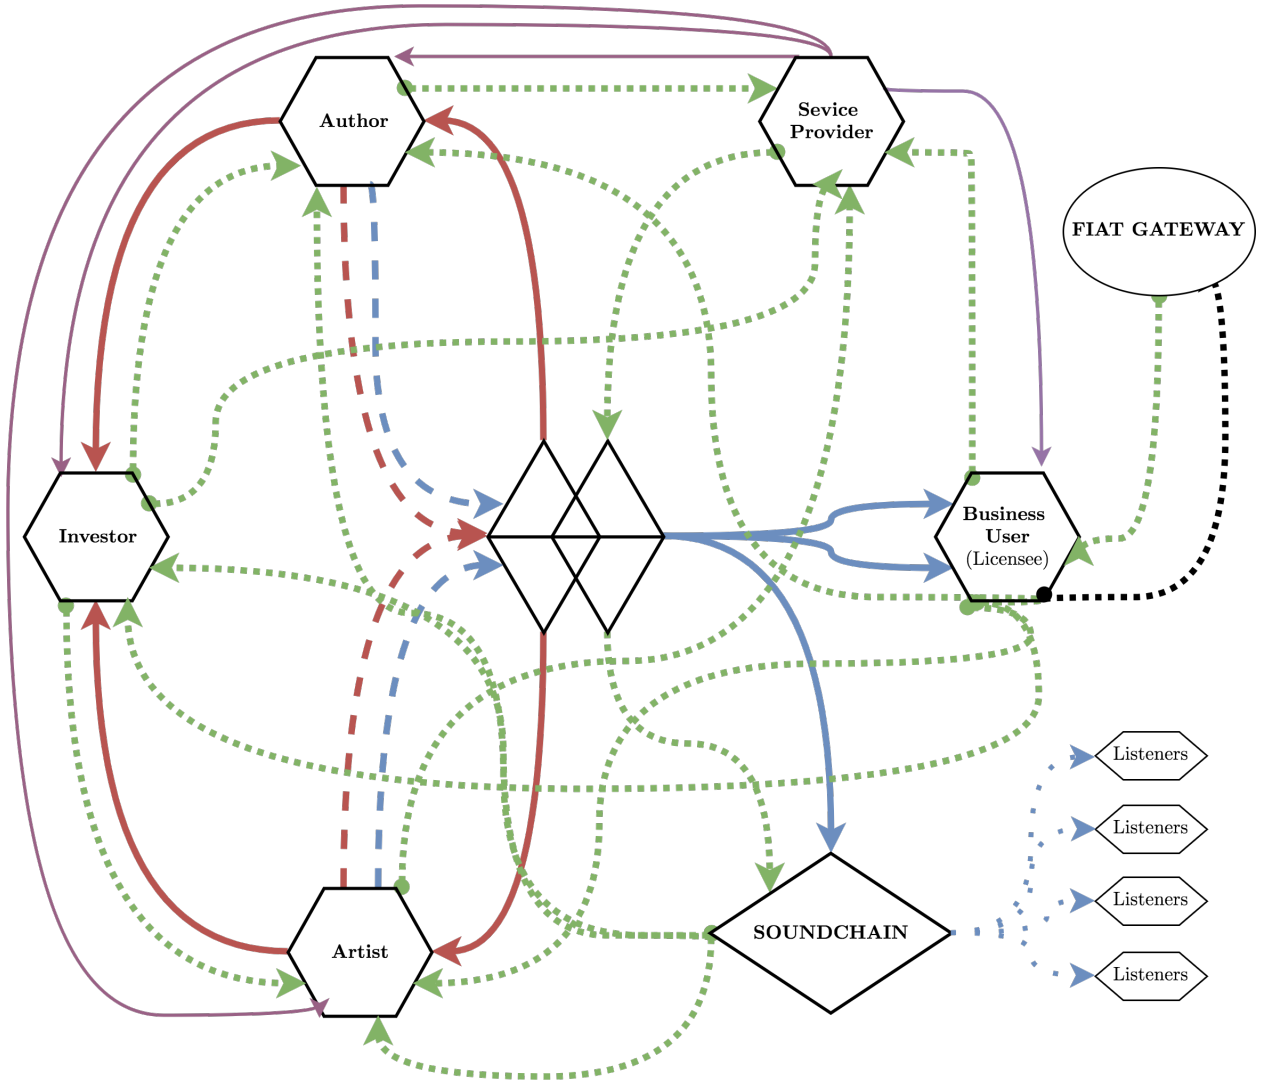 Author
Sevice
Provider
FIAT GATEWAY
Investor
Business
User
(Licensee)
Listeners
Listeners
Listeners
Listeners
Artist
SOUNDCHAIN